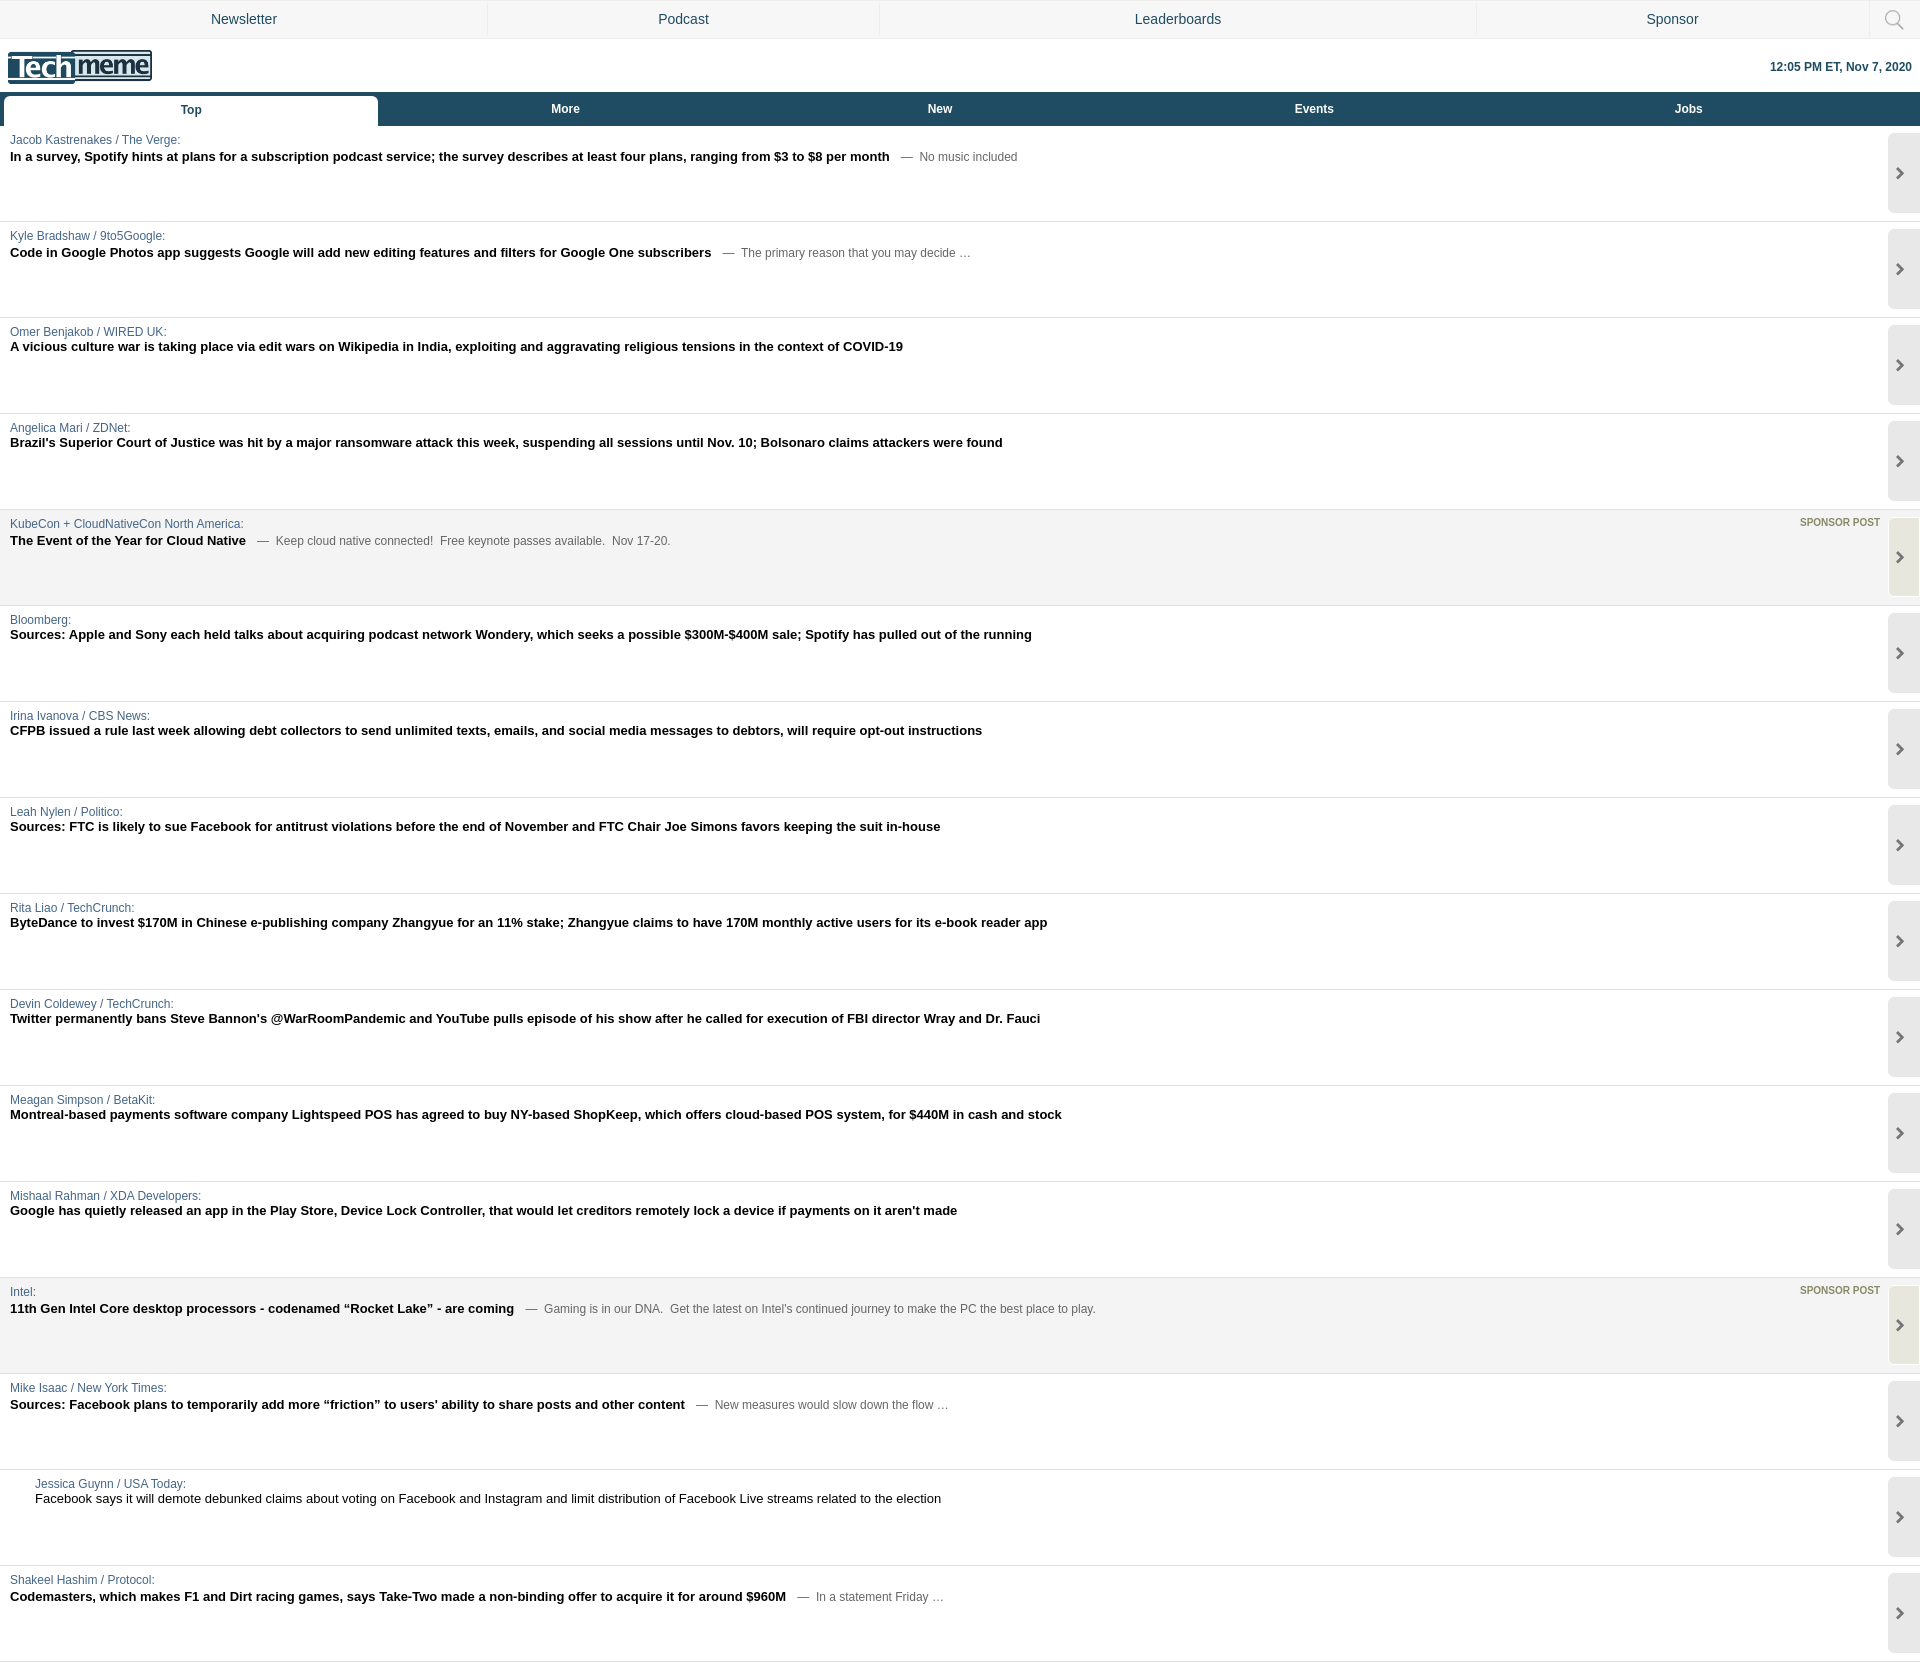 Newsletter Podcast Leaderboards Sponsor
Techmeme
12:05 PM ET, Nov 7, 2020
Top More New Events Jobs
Jacob Kastrenakes / The Verge:
In a survey, Spotify hints at plans for a subscription podcast service; the survey describes at least four plans, ranging from $3 to $8 per month — No music included
Kyle Bradshaw / 9to5Google:
Code in Google Photos app suggests Google will add new editing features and filters for Google One subscribers — The primary reason that you may decide …
Omer Benjakob / WIRED UK:
A vicious culture war is taking place via edit wars on Wikipedia in India, exploiting and aggravating religious tensions in the context of COVID-19
Angelica Mari / ZDNet:
Brazil's Superior Court of Justice was hit by a major ransomware attack this week, suspending all sessions until Nov. 10; Bolsonaro claims attackers were found
KubeCon + CloudNativeCon North America:
SPONSOR POST
The Event of the Year for Cloud Native — Keep cloud native connected! Free keynote passes available. Nov 17-20.
Bloomberg:
Sources: Apple and Sony each held talks about acquiring podcast network Wondery, which seeks a possible $300M-$400M sale; Spotify has pulled out of the running
Irina Ivanova / CBS News:
CFPB issued a rule last week allowing debt collectors to send unlimited texts, emails, and social media messages to debtors, will require opt-out instructions
Leah Nylen / Politico:
Sources: FTC is likely to sue Facebook for antitrust violations before the end of November and FTC Chair Joe Simons favors keeping the suit in-house
Rita Liao / TechCrunch:
ByteDance to invest $170M in Chinese e-publishing company Zhangyue for an 11% stake; Zhangyue claims to have 170M monthly active users for its e-book reader app
Devin Coldewey / TechCrunch:
Twitter permanently bans Steve Bannon's @WarRoomPandemic and YouTube pulls episode of his show after he called for execution of FBI director Wray and Dr. Fauci
Meagan Simpson / BetaKit:
Montreal-based payments software company Lightspeed POS has agreed to buy NY-based ShopKeep, which offers cloud-based POS system, for $440M in cash and stock
Mishaal Rahman / XDA Developers:
Google has quietly released an app in the Play Store, Device Lock Controller, that would let creditors remotely lock a device if payments on it aren't made
Intel:
SPONSOR POST
11th Gen Intel Core desktop processors - codenamed “Rocket Lake” - are coming — Gaming is in our DNA. Get the latest on Intel's continued journey to make the PC the best place to play.
Mike Isaac / New York Times:
Sources: Facebook plans to temporarily add more “friction” to users' ability to share posts and other content — New measures would slow down the flow …
Jessica Guynn / USA Today:
Facebook says it will demote debunked claims about voting on Facebook and Instagram and limit distribution of Facebook Live streams related to the election
Shakeel Hashim / Protocol:
Codemasters, which makes F1 and Dirt racing games, says Take-Two made a non-binding offer to acquire it for around $960M — In a statement Friday …